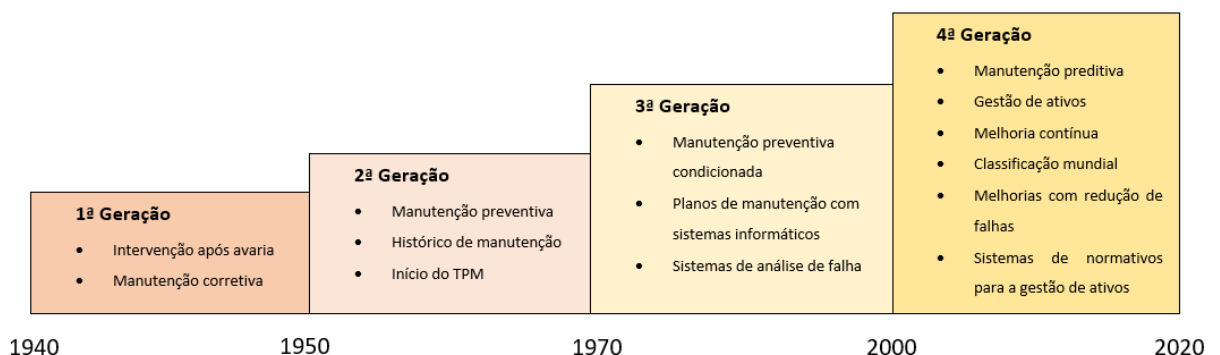 1ª Geração
• Intervenção após avaria
• Manutenção corretiva
2ª Geração
• Manutenção preventiva
• Histórico de manutenção
• Início do TPM
3ª Geração
• Manutenção preventiva
condicionada
• Planos de manutenção com
sistemas informáticos
• Sistemas de análise de falha
4ª Geração
• Manutenção preditiva
• Gestão de ativos
• Melhoria contínua
• Classificação mundial
• Melhorias com redução de
falhas
• Sistemas de normativos
para a gestão de ativos
1940
1950
1970
2000
2020